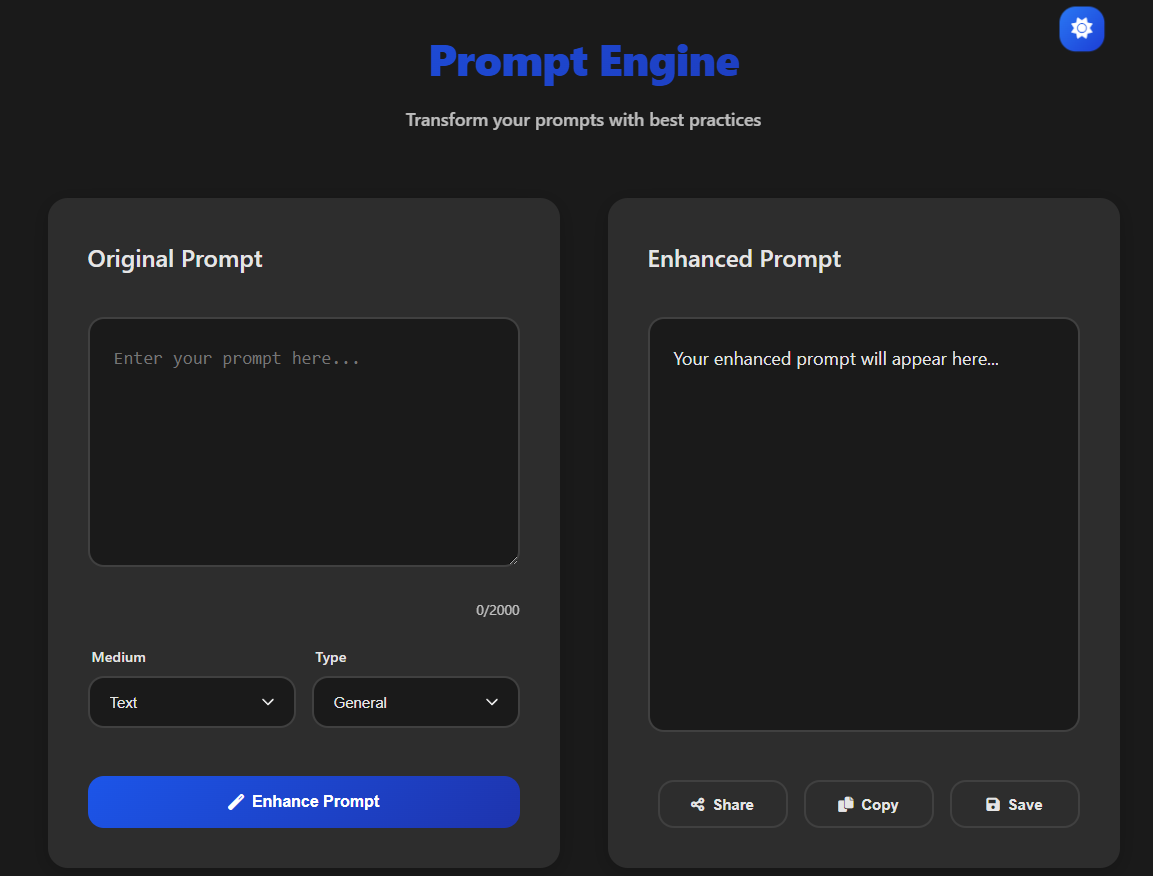 Prompt Engine
Transform your prompts with best practices
Original Prompt
Enter your prompt here...
0/2000
Medium
Type
Text
General
Enhance Prompt
Enhanced Prompt
Your enhanced prompt will appear here...
Share
Copy
Save